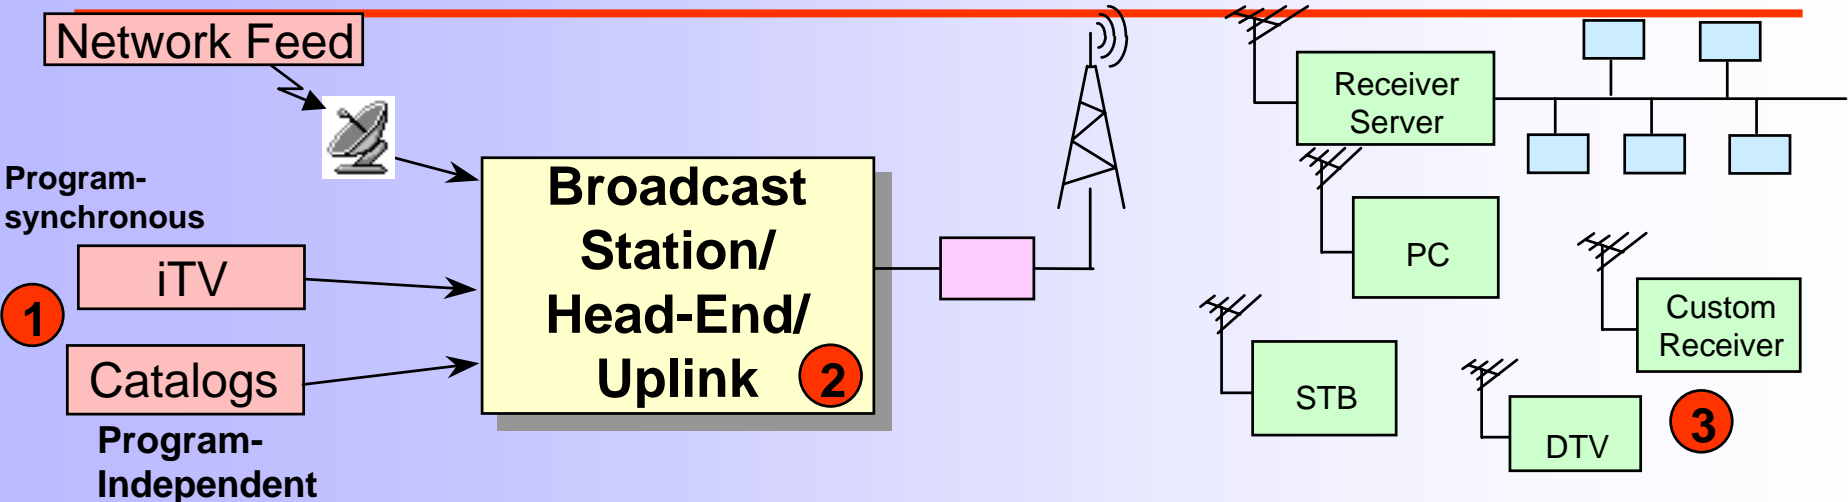 Network Feed
Program-
synchronous
iTV
1
Catalogs
Program-
Independent
Broadcast
Station/
Head-End/
Uplink
2
Receiver
Server
PC
Custom
Receiver
STB
DTV
3